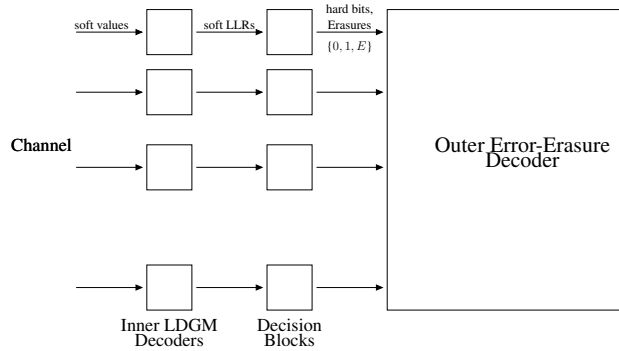 soft values
soft LLRs
hard bits,
Erasures
{0, 1, E}
Channel
Outer Error-Erasure
Decoder
Inner LDGM
Decoders
Decision
Blocks